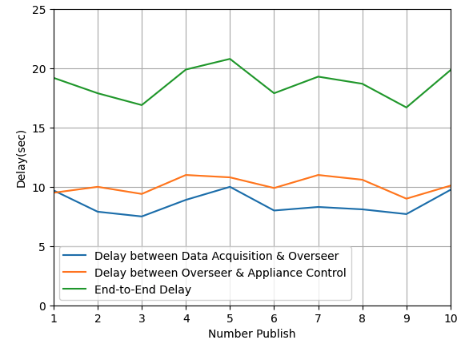 25
20
15
10
5
0
Delay(sec)
Delay between Data Acquisition & Overseer
Delay between Overseer & Appliance Control
End-to-End Delay
1 2 3 4 5 6 7 8 9 10
Number Publish